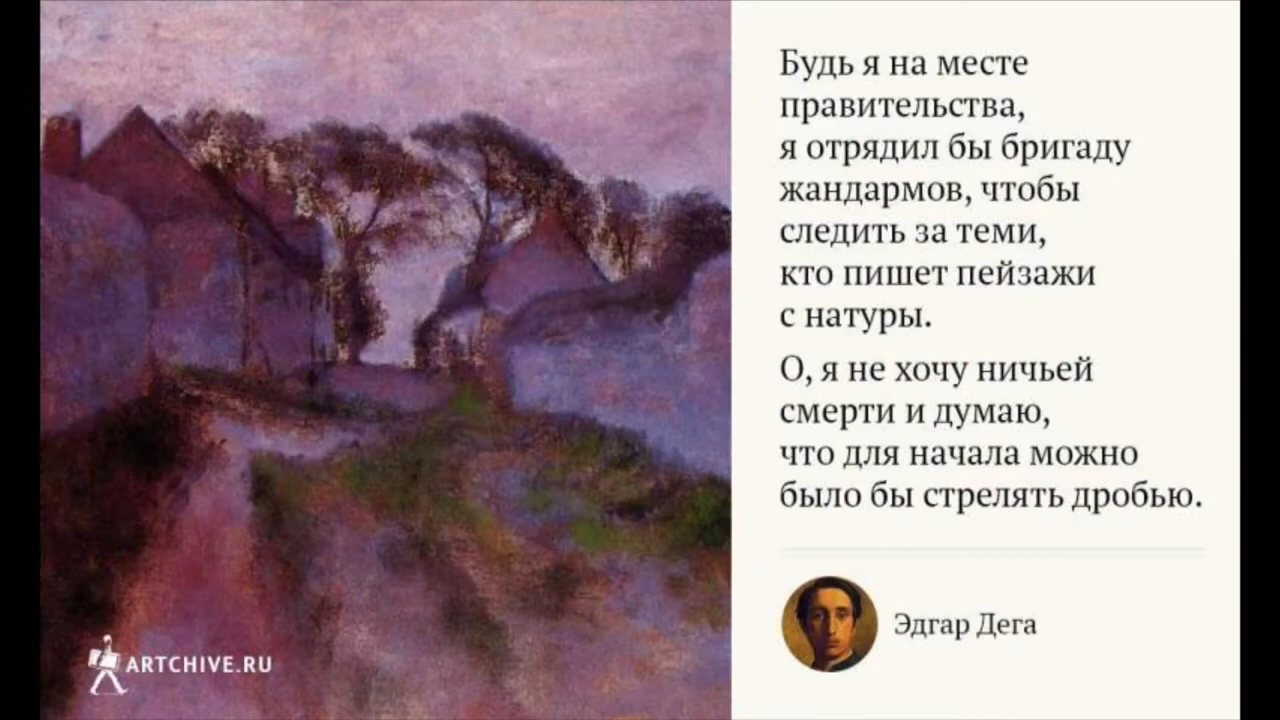 Будь я на месте
правительства,
я отрядил бы бригаду
жандармов, чтобы
следить за теми,
кто пишет пейзажи
с натуры.
О, я не хочу ничьей
смерти и думаю,
что для начала можно
было бы стрелять дробью.
Эдгар Дега
ARTCHIVE.RU